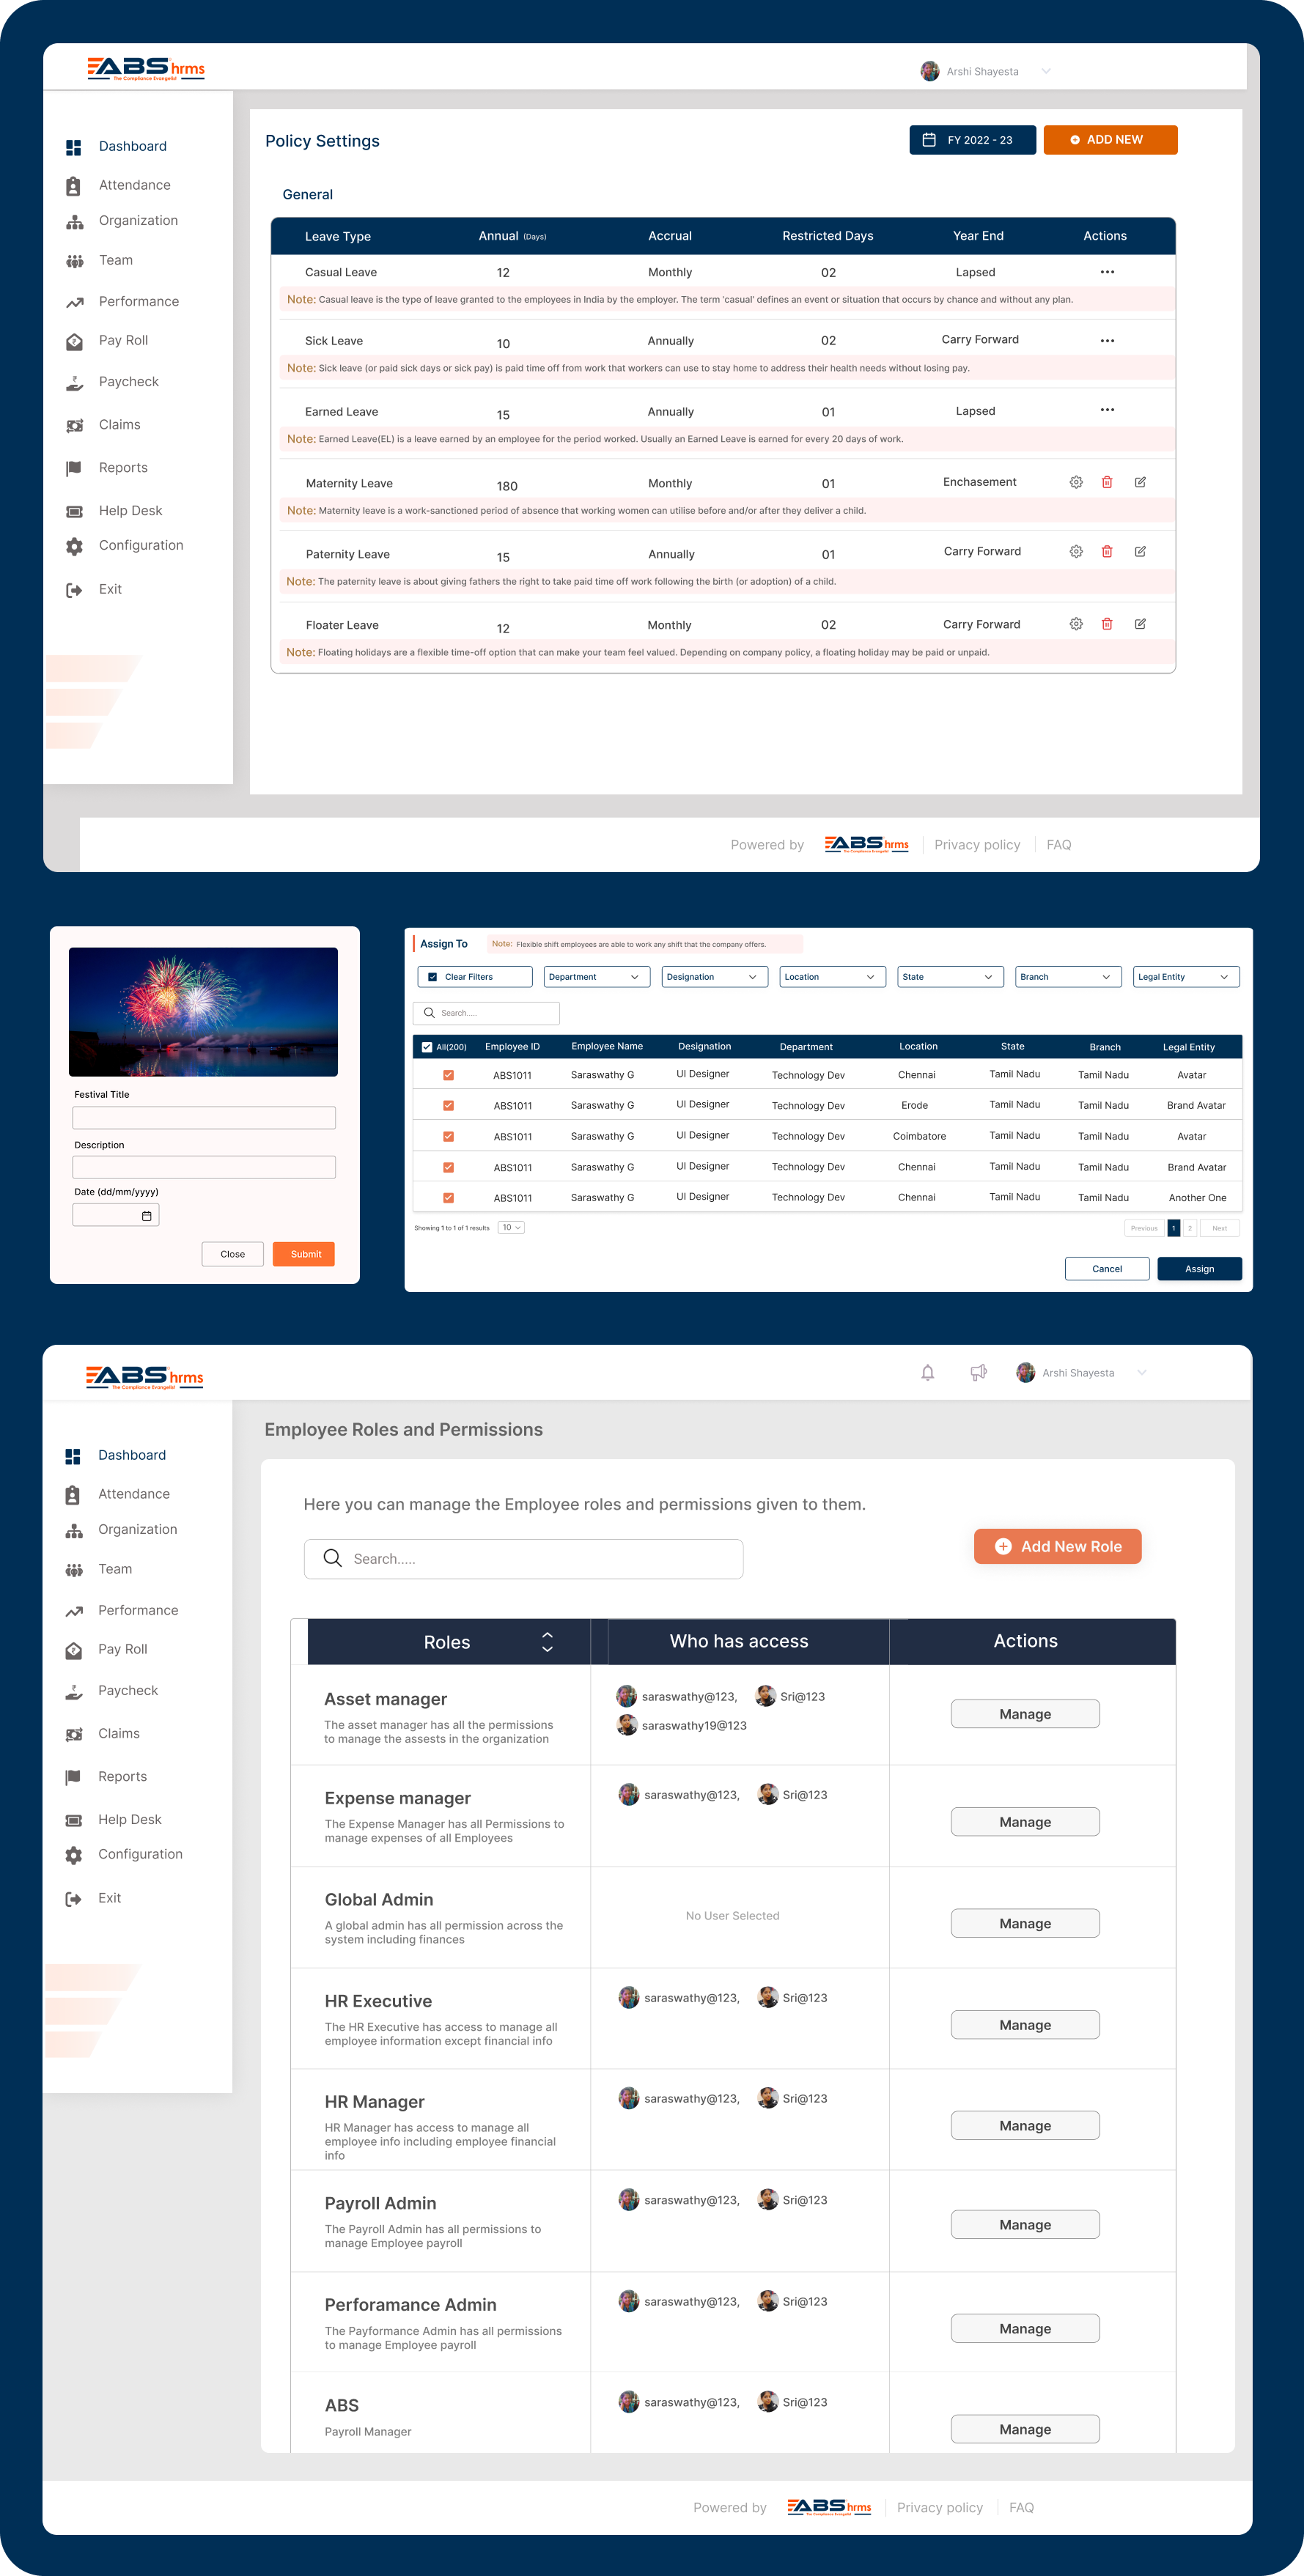 ABS hrms
The Compliance Evangelist
Arshi Shayesta
Dashboard
Attendance
Organization
Team
Performance
Pay Roll
Paycheck
Claims
Reports
Help Desk
Configuration
Exit
Policy Settings
FY 2022 - 23
ADD NEW
General
Leave Type Annual (Days) Accrual Restricted Days Year End Actions
Casual Leave 12 Monthly 02 Lapsed
Note: Casual leave is the type of leave granted to the employees in India by the employer. The term 'casual' defines an event or situation that occurs by chance and without any plan.
Sick Leave 10 Annually 02 Carry Forward
Note: Sick leave (or paid sick days or sick pay) is paid time off from work that workers can use to stay home to address their health needs without losing pay.
Earned Leave 15 Annually 01 Lapsed
Note: Earned Leave(EL) is a leave earned by an employee for the period worked. Usually an Earned Leave is earned for every 20 days of work.
Maternity Leave 180 Monthly 01 Enchasement
Note: Maternity leave is a work-sanctioned period of absence that working women can utilise before and/or after they deliver a child.
Paternity Leave 15 Annually 01 Carry Forward
Note: The paternity leave is about giving fathers the right to take paid time off work following the birth (or adoption) of a child.
Floater Leave 12 Monthly 02 Carry Forward
Note: Floating holidays are a flexible time-off option that can make your team feel valued. Depending on company policy, a floating holiday may be paid or unpaid.
Powered by ABS hrms Privacy policy FAQ
Festival Title
Description
Date (dd/mm/yyyy)
Close Submit
Assign To Note: Flexible shift employees are able to work any shift that the company offers.
Clear Filters Department Designation Location State Branch Legal Entity
Search.....
All(200) Employee ID Employee Name Designation Department Location State Branch Legal Entity
ABS1011 Saraswathy G UI Designer Technology Dev Chennai Tamil Nadu Tamil Nadu Avatar
ABS1011 Saraswathy G UI Designer Technology Dev Erode Tamil Nadu Tamil Nadu Brand Avatar
ABS1011 Saraswathy G UI Designer Technology Dev Coimbatore Tamil Nadu Tamil Nadu Avatar
ABS1011 Saraswathy G UI Designer Technology Dev Chennai Tamil Nadu Tamil Nadu Brand Avatar
ABS1011 Saraswathy G UI Designer Technology Dev Chennai Tamil Nadu Tamil Nadu Another One
Showing 1 to 1 of 1 results 10 Previous 1 2 Next
Cancel Assign
ABS hrms
The Compliance Evangelist
Arshi Shayesta
Dashboard
Attendance
Organization
Team
Performance
Pay Roll
Paycheck
Claims
Reports
Help Desk
Configuration
Exit
Employee Roles and Permissions
Here you can manage the Employee roles and permissions given to them.
Search.....
Add New Role
Roles Who has access Actions
Asset manager
The asset manager has all the permissions
to manage the assests in the organization
saraswathy@123, Sri@123
saraswathy19@123
Manage
Expense manager
The Expense Manager has all Permissions to
manage expenses of all Employees
saraswathy@123, Sri@123
Manage
Global Admin
A global admin has all permission across the
system including finances
No User Selected
Manage
HR Executive
The HR Executive has access to manage all
employee information except financial info
saraswathy@123, Sri@123
Manage
HR Manager
HR Manager has access to manage all
employee info including employee financial
info
saraswathy@123, Sri@123
Manage
Payroll Admin
The Payroll Admin has all permissions to
manage Employee payroll
saraswathy@123, Sri@123
Manage
Perforamance Admin
The Payformance Admin has all permissions
to manage Employee payroll
saraswathy@123, Sri@123
Manage
ABS
Payroll Manager
saraswathy@123, Sri@123
Manage
Powered by ABS hrms Privacy policy FAQ